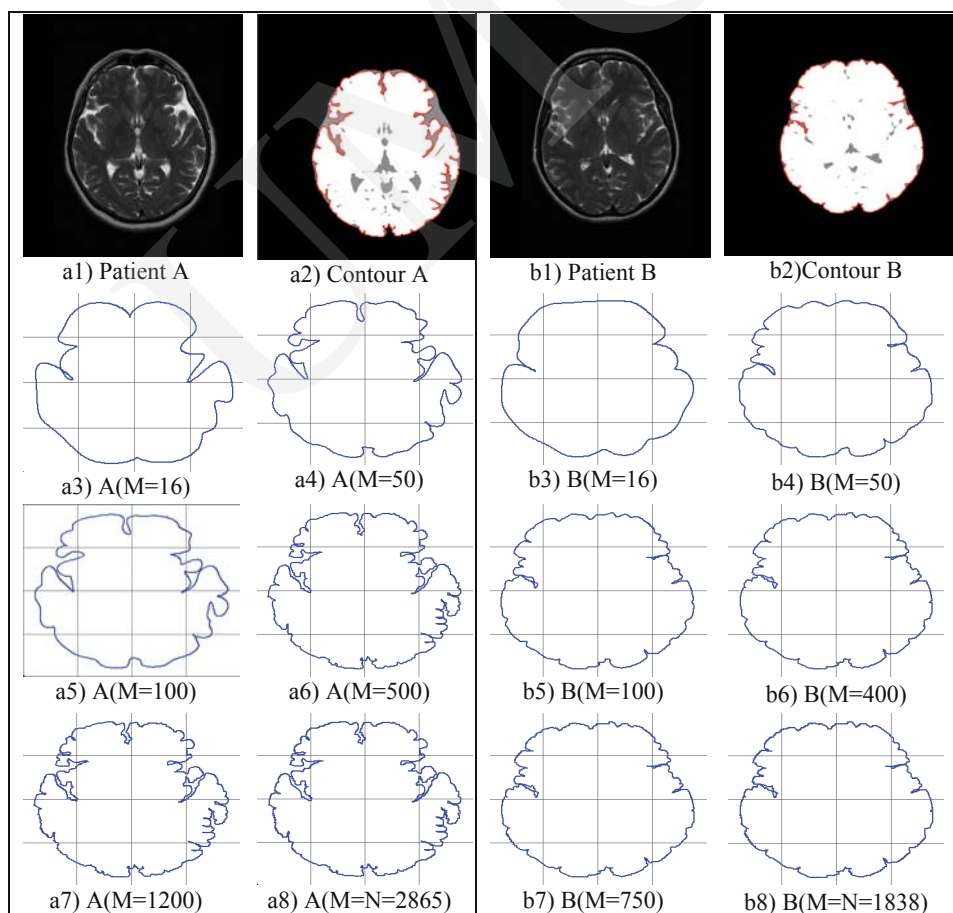 a1) Patient A
a2) Contour A
b1) Patient B
b2)Contour B
a3) A(M=16)
a4) A(M=50)
b3) B(M=16)
b4) B(M=50)
a5) A(M=100)
a6) A(M=500)
b5) B(M=100)
b6) B(M=400)
a7) A(M=1200)
a8) A(M=N=2865)
b7) B(M=750)
b8) B(M=N=1838)